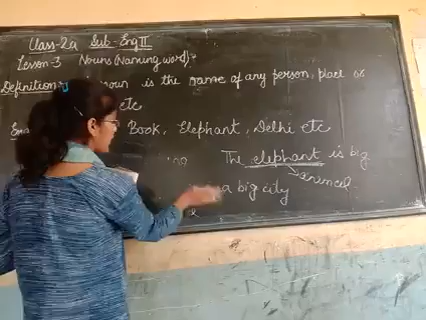 Class-2a Sub-Eng II
Lesson-3 Nouns (Naming word)?
Definition noun is the name of any person, place or
etc
Book, Elephant, Delhi etc
The elephant is big
animal
a big city